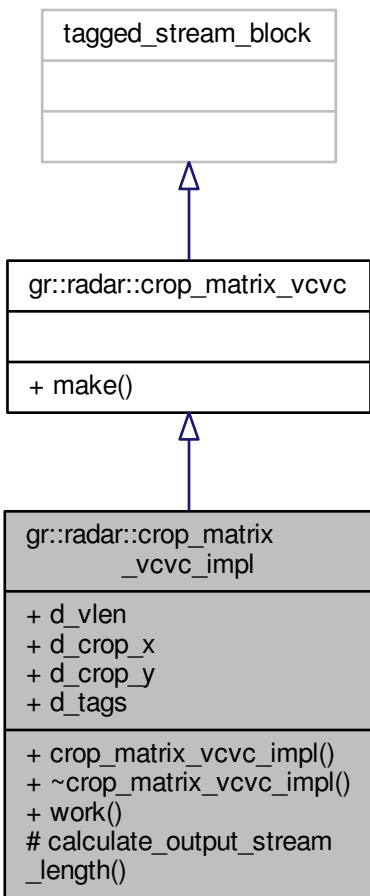 tagged_stream_block
gr::radar::crop_matrix_vcvc
+ make()
gr::radar::crop_matrix
_vcvc_impl
+ d_vlen
+ d_crop_x
+ d_crop_y
+ d_tags
+ crop_matrix_vcvc_impl()
+ ~crop_matrix_vcvc_impl()
+ work()
# calculate_output_stream
_length()